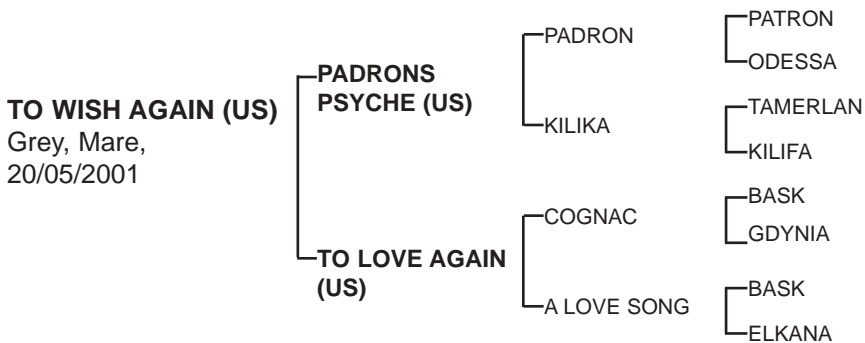 TO WISH AGAIN (US)
Grey, Mare,
20/05/2001
PADRONS
PSYCHE (US)
TO LOVE AGAIN
(US)
PADRON
KILIKA
COGNAC
A LOVE SONG
PATRON
ODESSA
TAMERLAN
KILIFA
BASK
GDYNIA
BASK
ELKANA